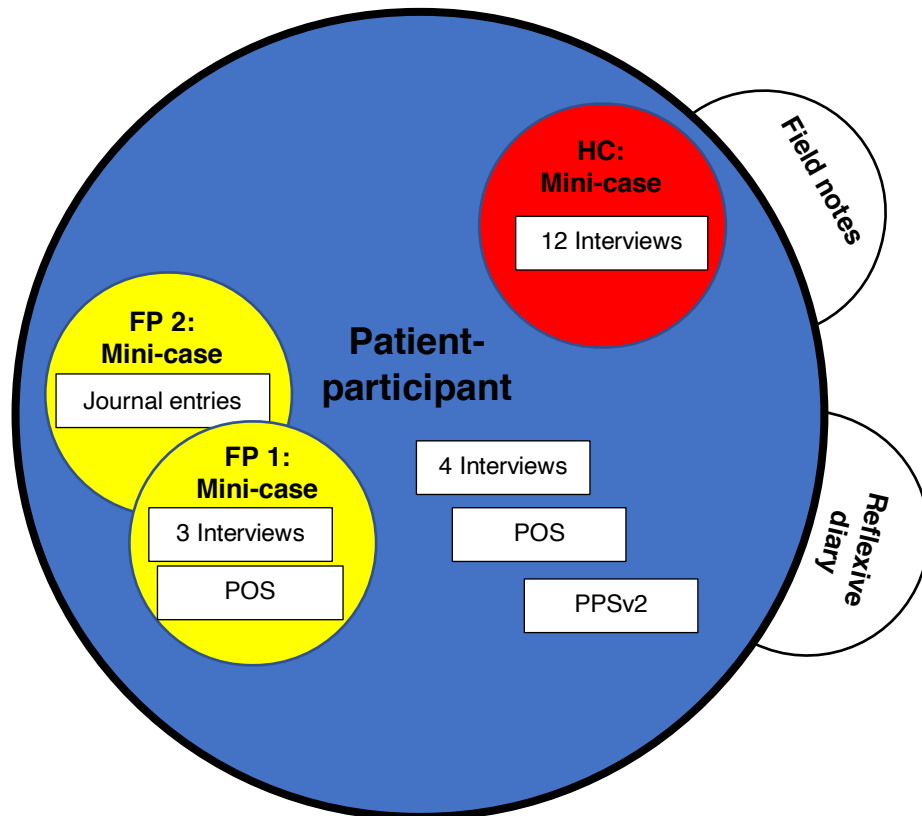 HC:
Mini-case
12 Interviews
Field notes
FP 2:
Mini-case
Journal entries
Patient-
participant
FP 1:
Mini-case
3 Interviews
POS
4 Interviews
POS
PPSv2
Reflexive
diary